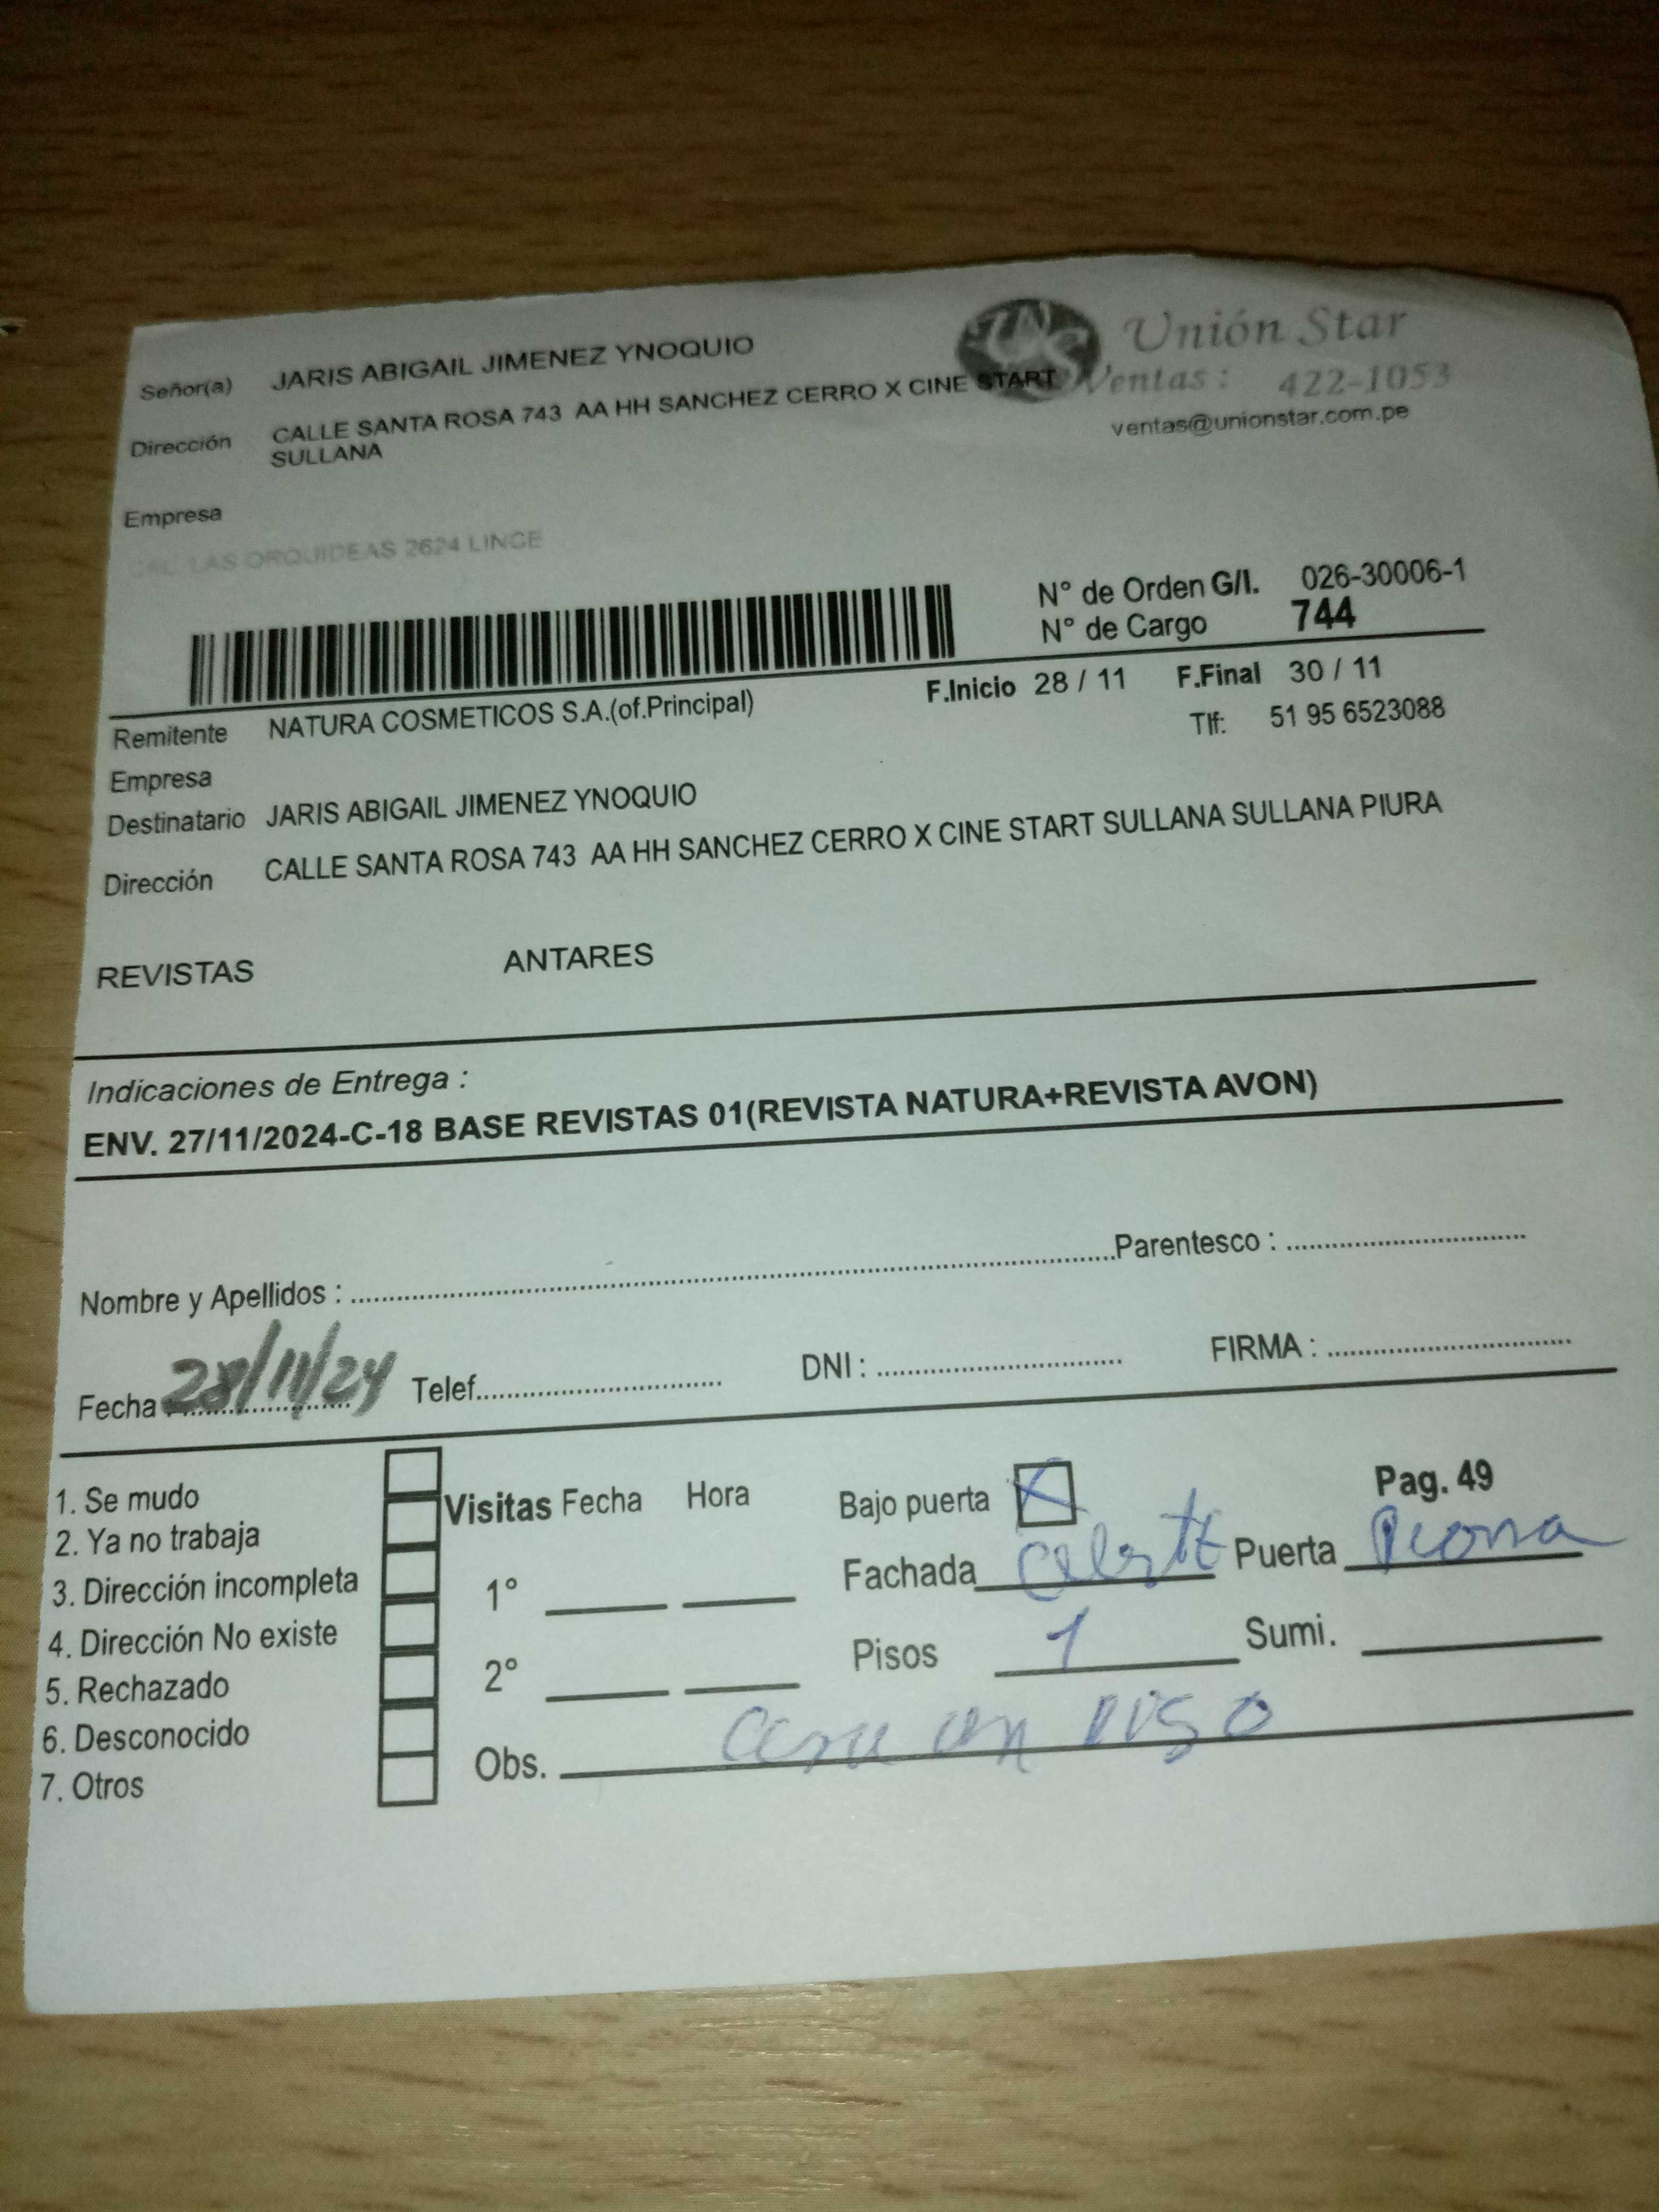 Señor(a) JARIS ABIGAIL JIMENEZ YNOQUIO
Unión Star
Ventas : 422-1053
ventas@unionstar.com.pe
Dirección CALLE SANTA ROSA 743 AA HH SANCHEZ CERRO X CINE START
SULLANA
Empresa
LAS ORQUIDEAS 2624 LINCE
N° de Orden G/I. 026-30006-1
N° de Cargo 744
F.Inicio 28 / 11 F.Final 30 / 11
Remitente NATURA COSMETICOS S.A.(of.Principal)
Tlf: 51 95 6523088
Empresa
Destinatario JARIS ABIGAIL JIMENEZ YNOQUIO
Dirección CALLE SANTA ROSA 743 AA HH SANCHEZ CERRO X CINE START SULLANA SULLANA PIURA
REVISTAS ANTARES
Indicaciones de Entrega :
ENV. 27/11/2024-C-18 BASE REVISTAS 01(REVISTA NATURA+REVISTA AVON)
Nombre y Apellidos : Parentesco :
Fecha 28/11/24 Telef. DNI : FIRMA :
1. Se mudo
2. Ya no trabaja
3. Dirección incompleta
4. Dirección No existe
5. Rechazado
6. Desconocido
7. Otros
Visitas Fecha Hora
1°
2°
Bajo puerta X Pag. 49
Fachada Puerta
Pisos 1 Sumi.
Obs. un piso